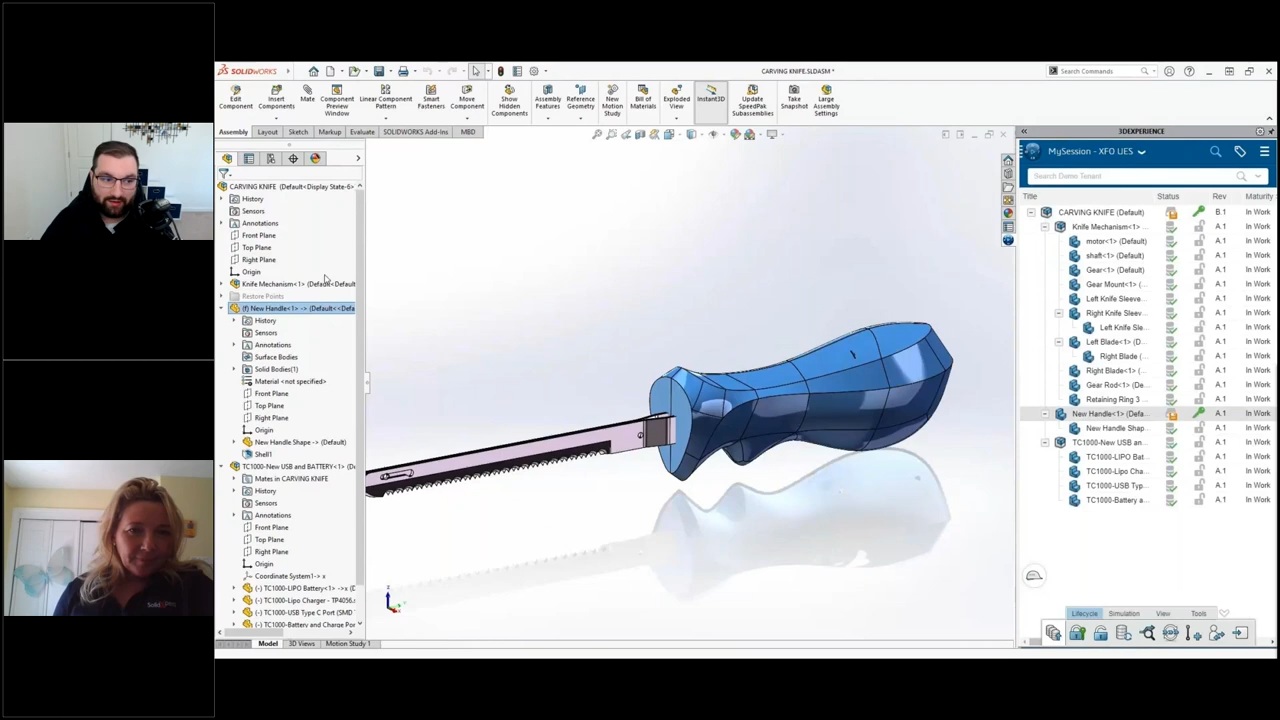 SOLIDWORKS
CARVING KNIFE.SLDASM *
Search Commands
Edit Component
Insert Components
Mate
Component Preview Window
Linear Component Pattern
Smart Fasteners
Move Component
Show Hidden Components
Assembly Features
Reference Geometry
New Motion Study
Bill of Materials
Exploded View
Instant3D
Update SpeedPak Subassemblies
Take Snapshot
Large Assembly Settings
Assembly Layout Sketch Markup Evaluate SOLIDWORKS Add-Ins MBD
CARVING KNIFE (Default<Display State-6>
History
Sensors
Annotations
Front Plane
Top Plane
Right Plane
Origin
Knife Mechanism<1> (Default<Default
Restore Points
(f) New Handle<1> -> (Default<<Defa
History
Sensors
Annotations
Surface Bodies
Solid Bodies(1)
Material <not specified>
Front Plane
Top Plane
Right Plane
Origin
New Handle Shape -> (Default)
Shell1
TC1000-New USB and BATTERY<1> (De
Mates in CARVING KNIFE
History
Sensors
Annotations
Front Plane
Top Plane
Right Plane
Origin
Coordinate System1-> x
(-) TC1000-LIPO Battery<1> ->x (D
(-) TC1000-Lipo Charger - TP4056.s
(-) TC1000-USB Type C Port (SMD
(-) TC1000-Battery and Charge Por
Model 3D Views Motion Study 1
3DEXPERIENCE
MySession - XFO UES
Search Demo Tenant
Title Status Rev Maturity
CARVING KNIFE (Default) B.1 In Work
Knife Mechanism<1> ... A.1 In Work
motor<1> (Default) A.1 In Work
shaft<1> (Default) A.1 In Work
Gear<1> (Default) A.1 In Work
Gear Mount<1> (... A.1 In Work
Left Knife Sleeve... A.1 In Work
Right Knife Sleev... A.1 In Work
Left Knife Sle... A.1 In Work
Left Blade<1> (D... A.1 In Work
Right Blade ... A.1 In Work
Right Blade<1> (... A.1 In Work
Gear Rod<1> (De... A.1 In Work
Retaining Ring 3 ... A.1 In Work
New Handle<1> (Defa... A.1 In Work
New Handle Shap... A.1 In Work
TC1000-New USB an... A.1 In Work
TC1000-LIPO Bat... A.1 In Work
TC1000-Lipo Cha... A.1 In Work
TC1000-USB Typ... A.1 In Work
TC1000-Battery a... A.1 In Work
Lifecycle Simulation View Tools